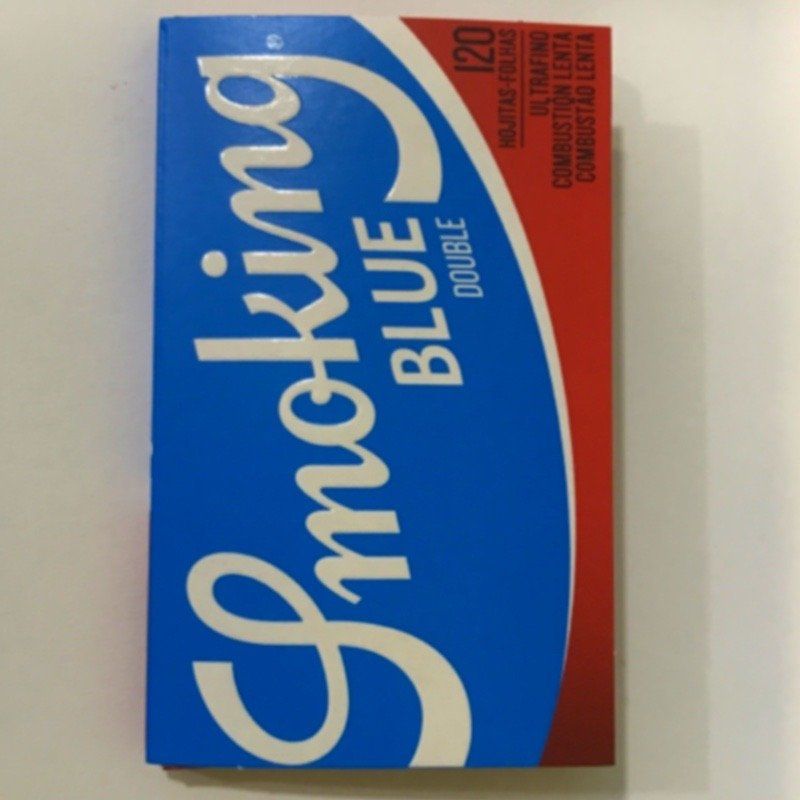 Smoking®
BLUE
DOUBLE
120
HOJITAS-FOLHAS
ULTRAFINO
COMBUSTIÓN LENTA
COMBUSTÃO LENTA